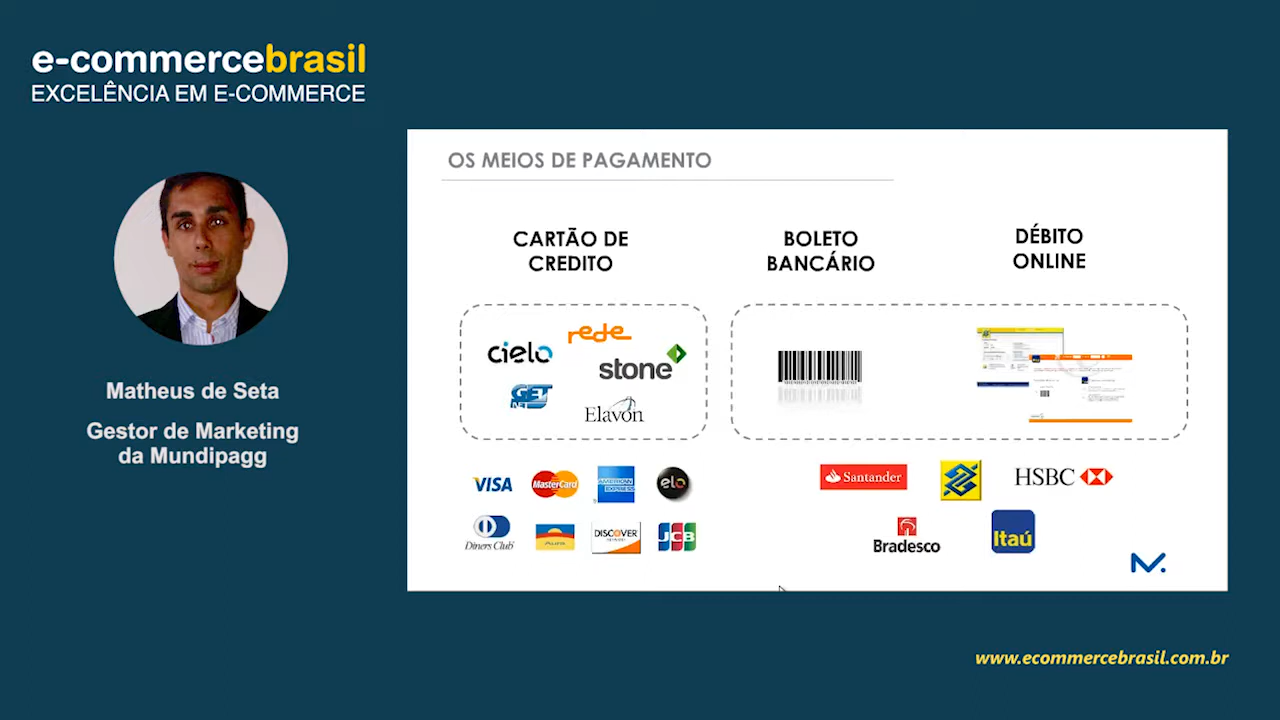 e-commercebrasil
EXCELÊNCIA EM E-COMMERCE
Matheus de Seta
Gestor de Marketing
da Mundipagg
OS MEIOS DE PAGAMENTO
CARTÃO DE
CREDITO
BOLETO
BANCÁRIO
DÉBITO
ONLINE
rede
cielo
stone
GET
NET
Elavon
VISA
MasterCard
AMERICAN
EXPRESS
elo
Diners Club
DISCOVER
JCB
Santander
HSBC
Bradesco
Itaú
M.
www.ecommercebrasil.com.br